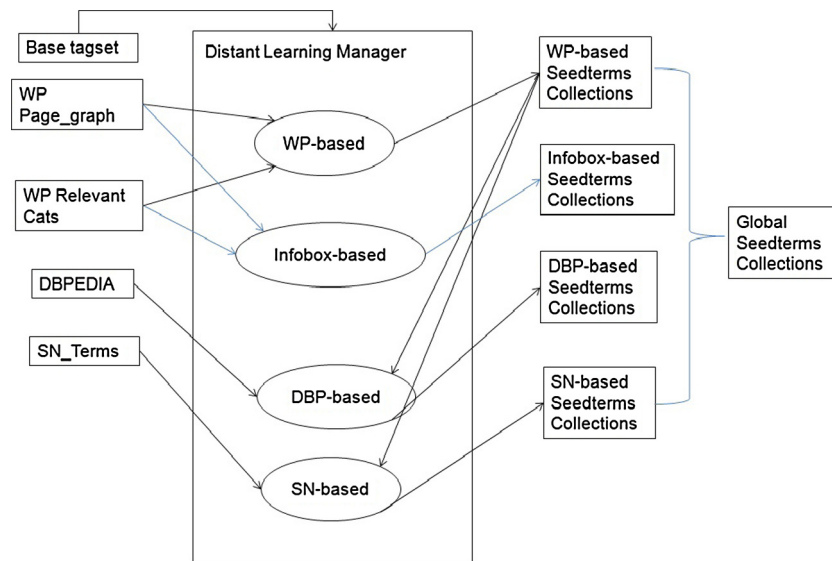 Base tagset
WP
Page_graph
WP Relevant
Cats
DBPEDIA
SN_Terms
Distant Learning Manager
WP-based
Infobox-based
DBP-based
SN-based
WP-based
Seedterms
Collections
Infobox-based
Seedterms
Collections
DBP-based
Seedterms
Collections
SN-based
Seedterms
Collections
Global
Seedterms
Collections